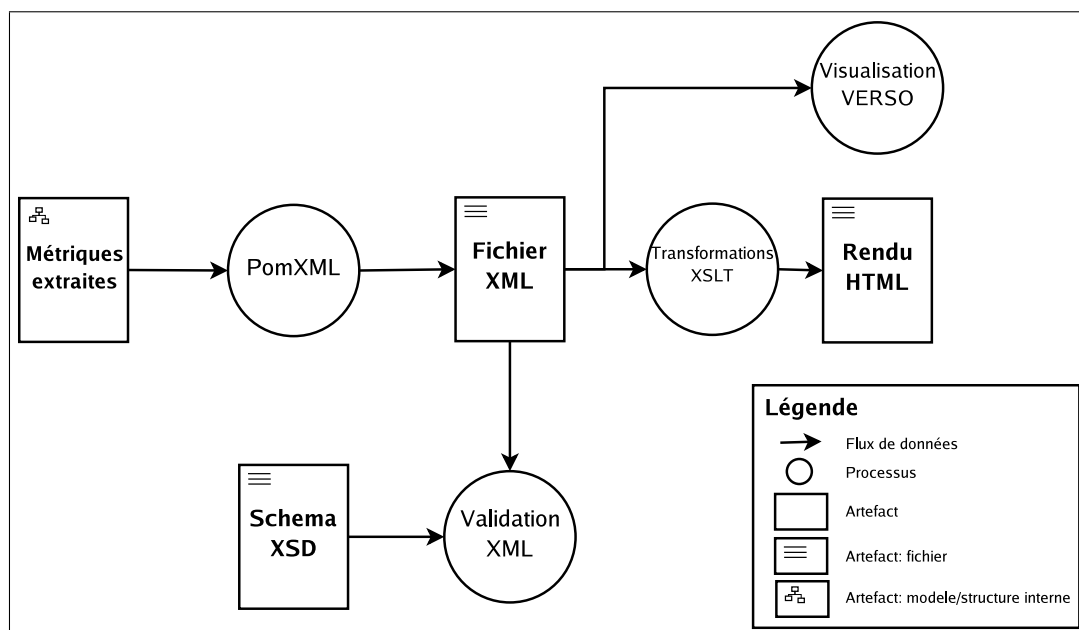 Visualisation
VERSO
Métriques
extraites
PomXML
Fichier
XML
Transformations
XSLT
Rendu
HTML
Schema
XSD
Validation
XML
Légende
Flux de données
Processus
Artefact
Artefact: fichier
Artefact: modele/structure interne